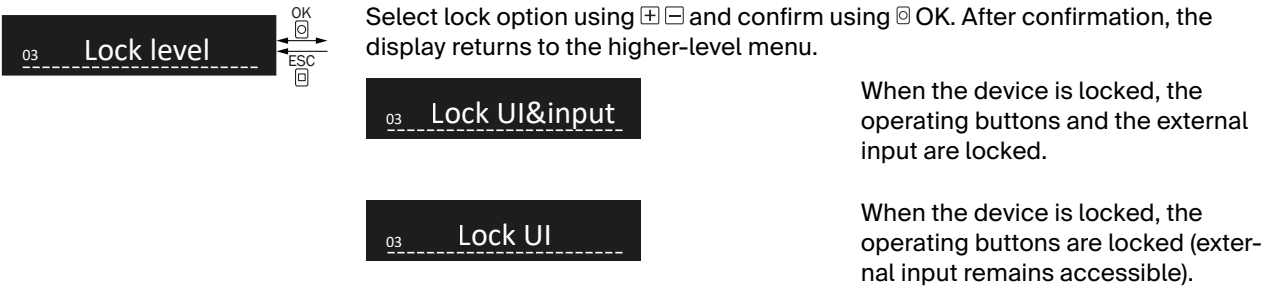 03 Lock level
OK
ESC
Select lock option using + − and confirm using OK. After confirmation, the
display returns to the higher-level menu.
03 Lock UI&input
When the device is locked, the
operating buttons and the external
input are locked.
03 Lock UI
When the device is locked, the
operating buttons are locked (exter-
nal input remains accessible).